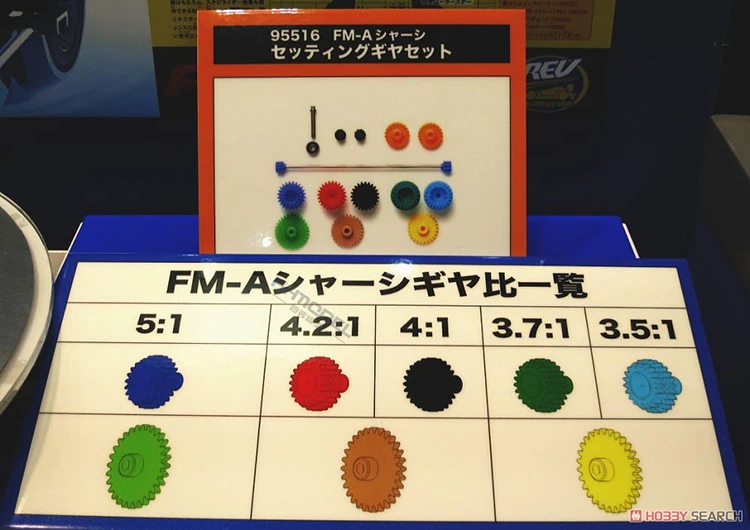 95516 FM-Aシャーシ
セッティングギヤセット
REV
FM-Aシャーシギヤ比一覧
5:1 4.2:1 4:1 3.7:1 3.5:1
HOBBY SEARCH